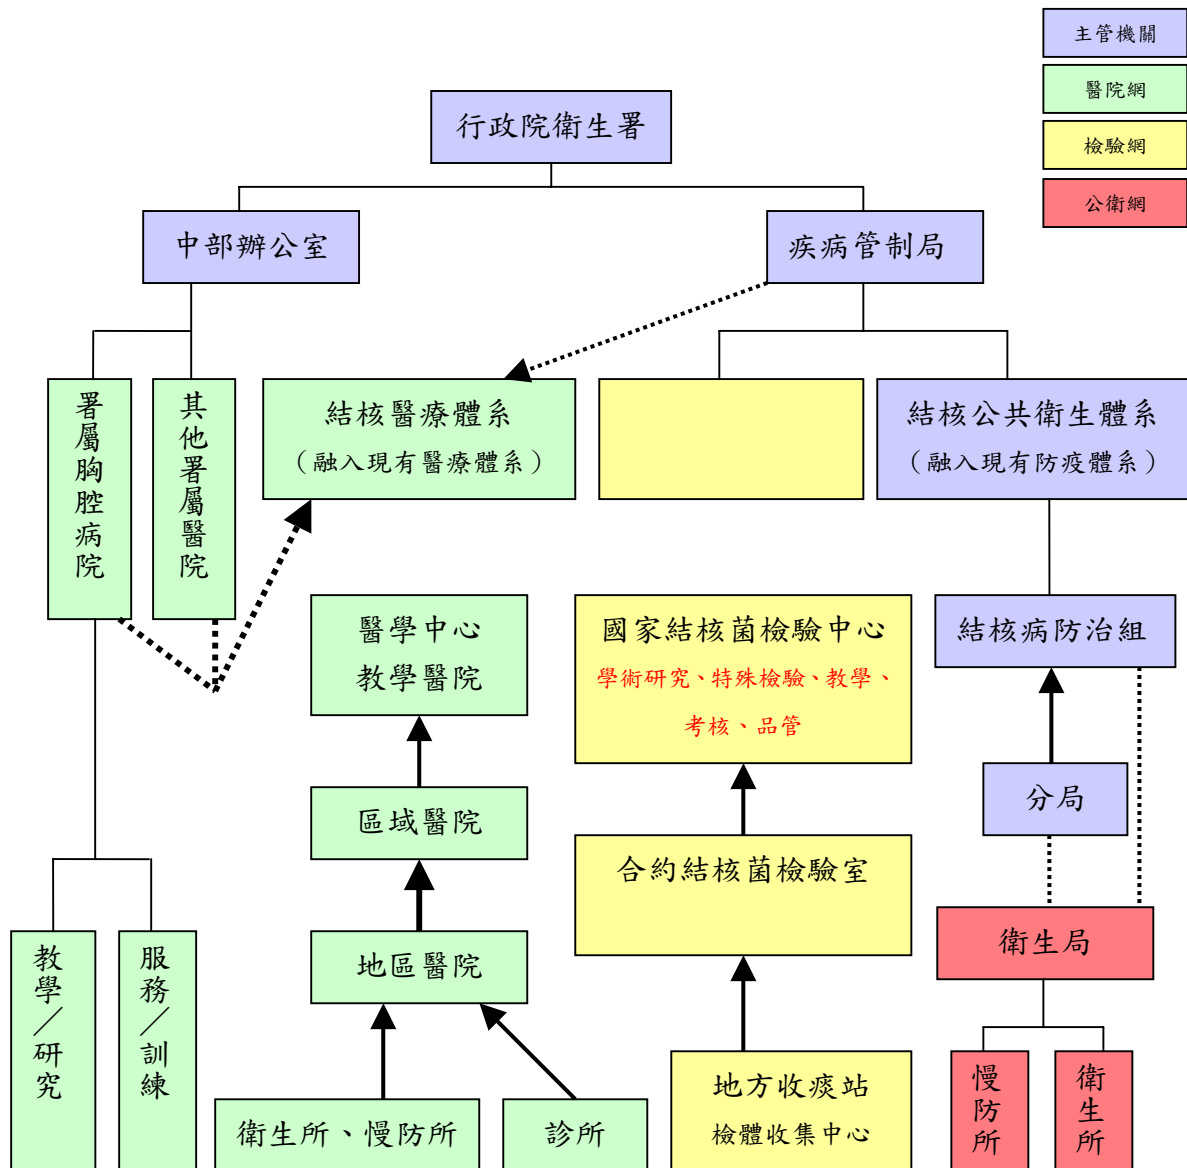 主管機關
醫院網
檢驗網
公衛網
行政院衛生署
中部辦公室
疾病管制局
署屬胸腔病院
其他署屬醫院
結核醫療體系
（融入現有醫療體系）
結核公共衛生體系
（融入現有防疫體系）
醫學中心
教學醫院
國家結核菌檢驗中心
學術研究、特殊檢驗、教學、
考核、品管
結核病防治組
區域醫院
分局
合約結核菌檢驗室
衛生局
地區醫院
教學／研究
服務／訓練
衛生所、慢防所
診所
地方收痰站
檢體收集中心
慢防所
衛生所